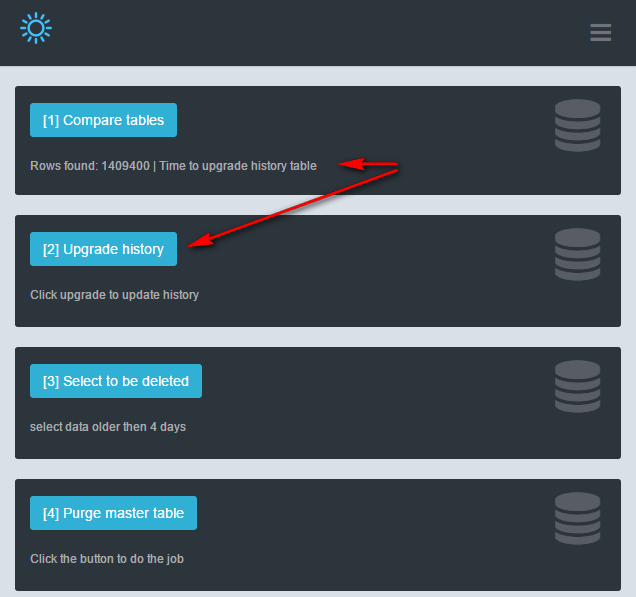 [1] Compare tables
Rows found: 1409400 | Time to upgrade history table
[2] Upgrade history
Click upgrade to update history
[3] Select to be deleted
select data older then 4 days
[4] Purge master table
Click the button to do the job